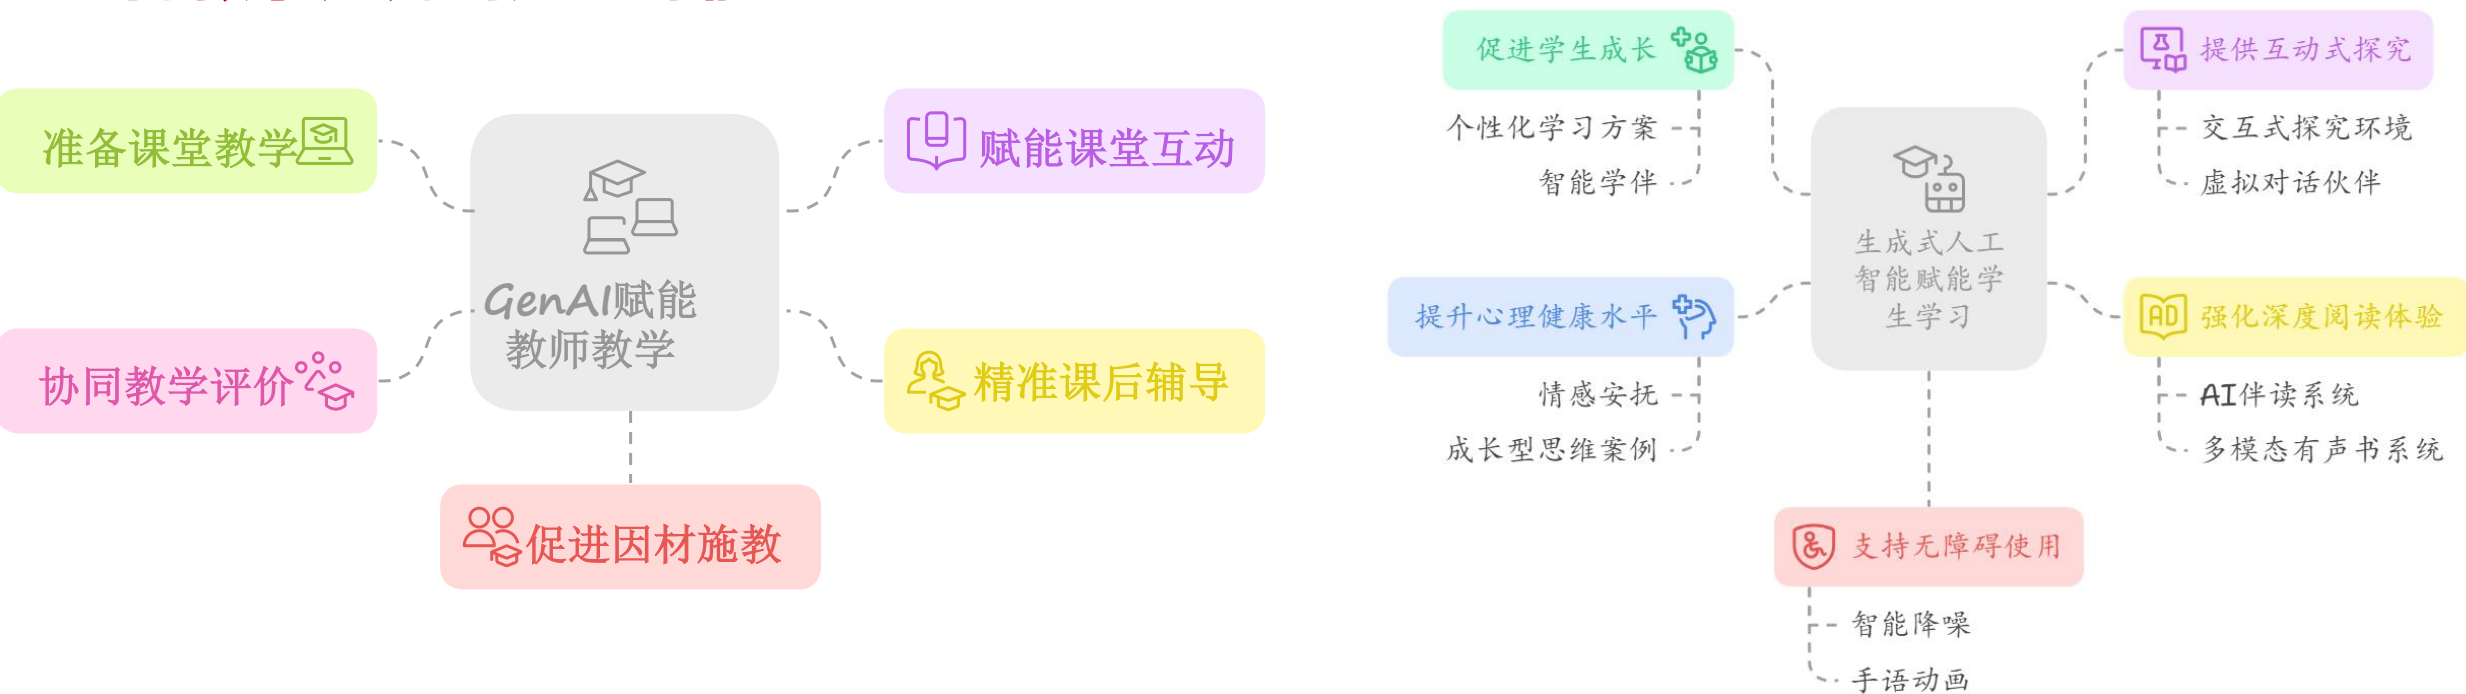 准备课堂教学
赋能课堂互动
GenAI赋能
教师教学
协同教学评价
精准课后辅导
促进因材施教
促进学生成长
个性化学习方案
智能学伴
提供互动式探究
交互式探究环境
虚拟对话伙伴
生成式人工
智能赋能学
生学习
提升心理健康水平
情感安抚
成长型思维案例
强化深度阅读体验
AI伴读系统
多模态有声书系统
支持无障碍使用
智能降噪
手语动画